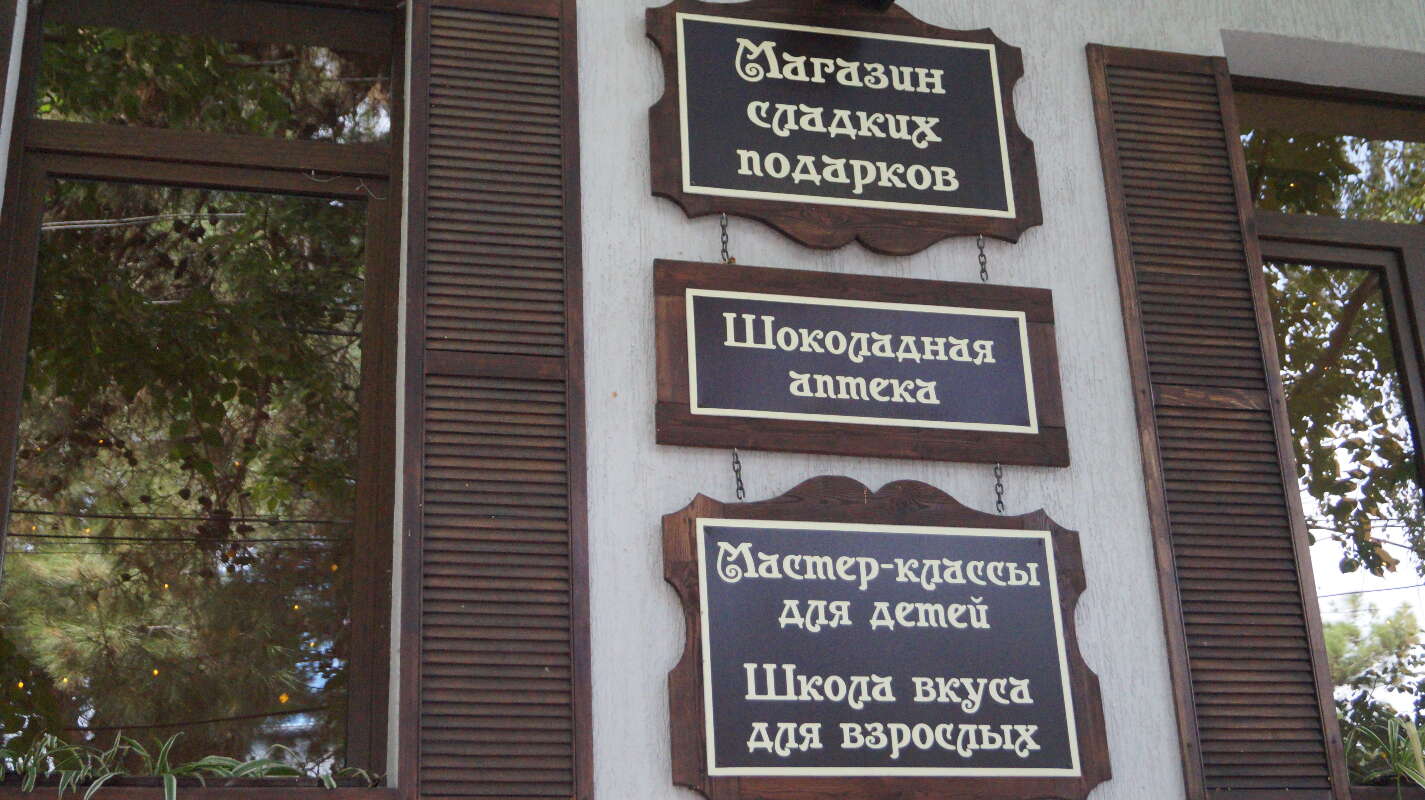 Магазин
сладких
подарков
Шоколадная
аптека
Мастер-классы
для детей
Школа вкуса
для взрослых